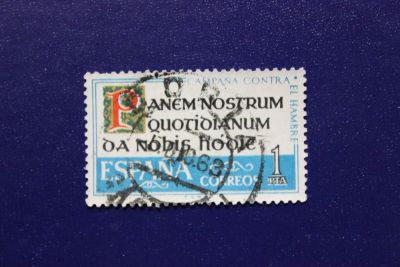 CAMPAÑA CONTRA
EL HAMBRE
PANEM NOSTRUM
QUOTIDIANUM
DA NOBIS HODIE
ESPAÑA
CORREOS
1
PTA